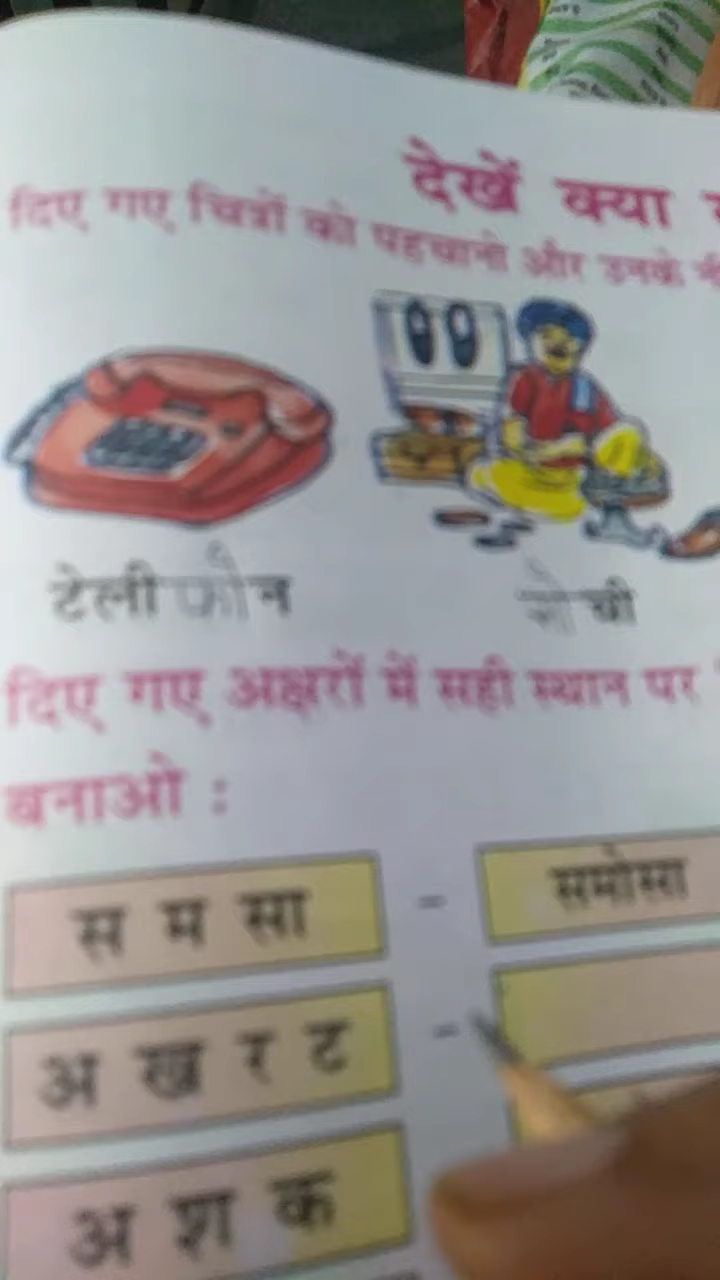 देखें क्या
दिए गए चित्रों को पहचानो और उनके
टेलीफोन
मोची
दिए गए अक्षरों में सही स्थान पर
बनाओ :
स म सा - समोसा
अ ख र ट -
अ श क